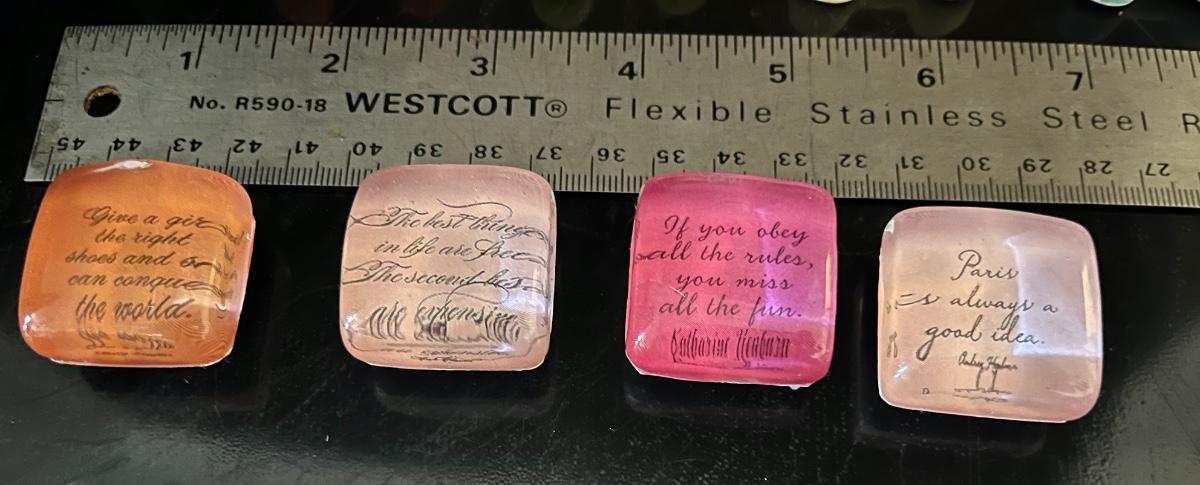 1 2 3 4 5 6 7
No. R590-18 WESTCOTT® Flexible Stainless Steel R
45 44 43 42 41 40 39 38 37 36 35 34 33 32 31 30 29 28 27
Give a girl
the right
shoes and
can conque
the world.
The best things
in life are free
The second best
are expensive
If you obey
all the rules,
you miss
all the fun.
Katharine Hepburn
Paris
is always a
good idea.
Audrey Hepburn